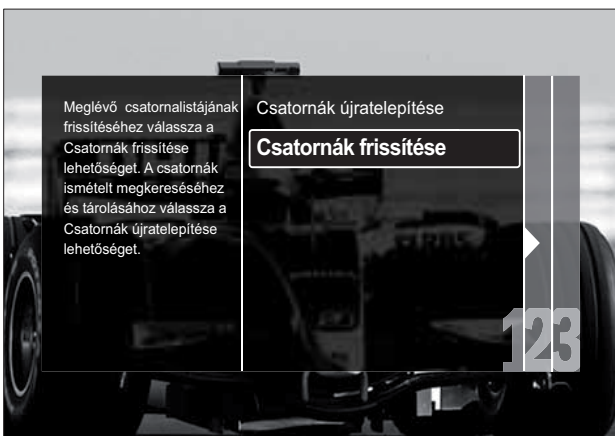 Meglévő csatornalistájának
frissítéséhez válassza a
Csatornák frissítése
lehetőséget. A csatornák
ismételt megkereséséhez
és tárolásához válassza a
Csatornák újratelepítése
lehetőséget.
Csatornák újratelepítése
Csatornák frissítése
123